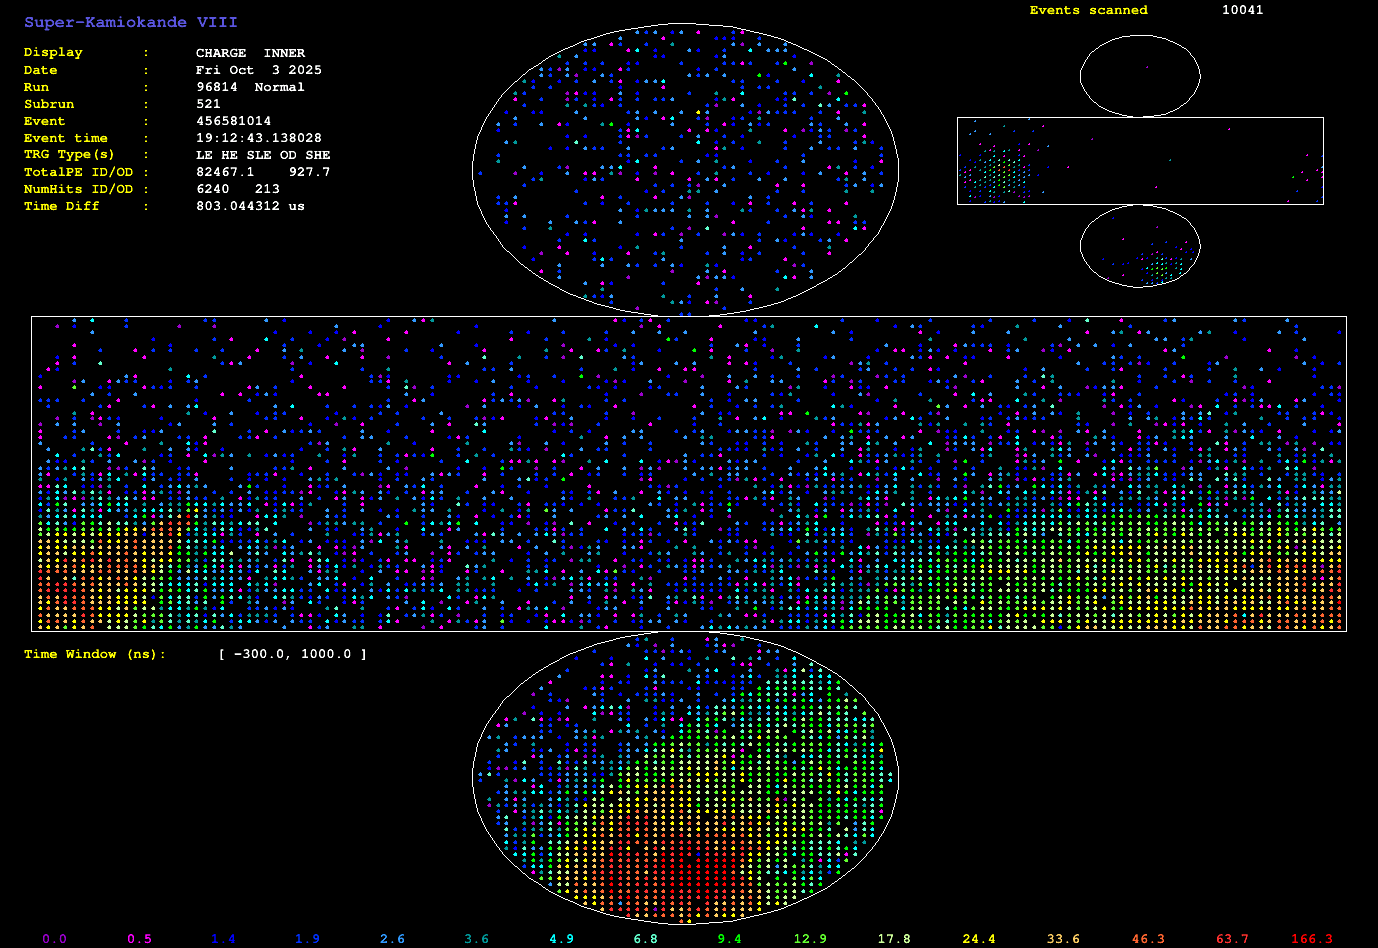 Super-Kamiokande VIII
Events scanned 10041
Display : CHARGE INNER
Date : Fri Oct 3 2025
Run : 96814 Normal
Subrun : 521
Event : 456581014
Event time : 19:12:43.138028
TRG Type(s) : LE HE SLE OD SHE
TotalPE ID/OD : 82467.1 927.7
NumHits ID/OD : 6240 213
Time Diff : 803.044312 us
Time Window (ns): [ -300.0, 1000.0 ]
0.0 0.5 1.4 1.9 2.6 3.6 4.9 6.8 9.4 12.9 17.8 24.4 33.6 46.3 63.7 166.3